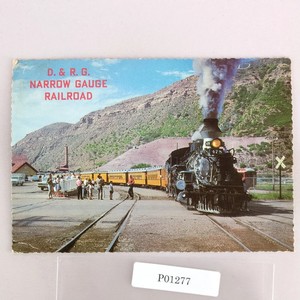 D. & R. G.
NARROW GAUGE
RAILROAD
P01277